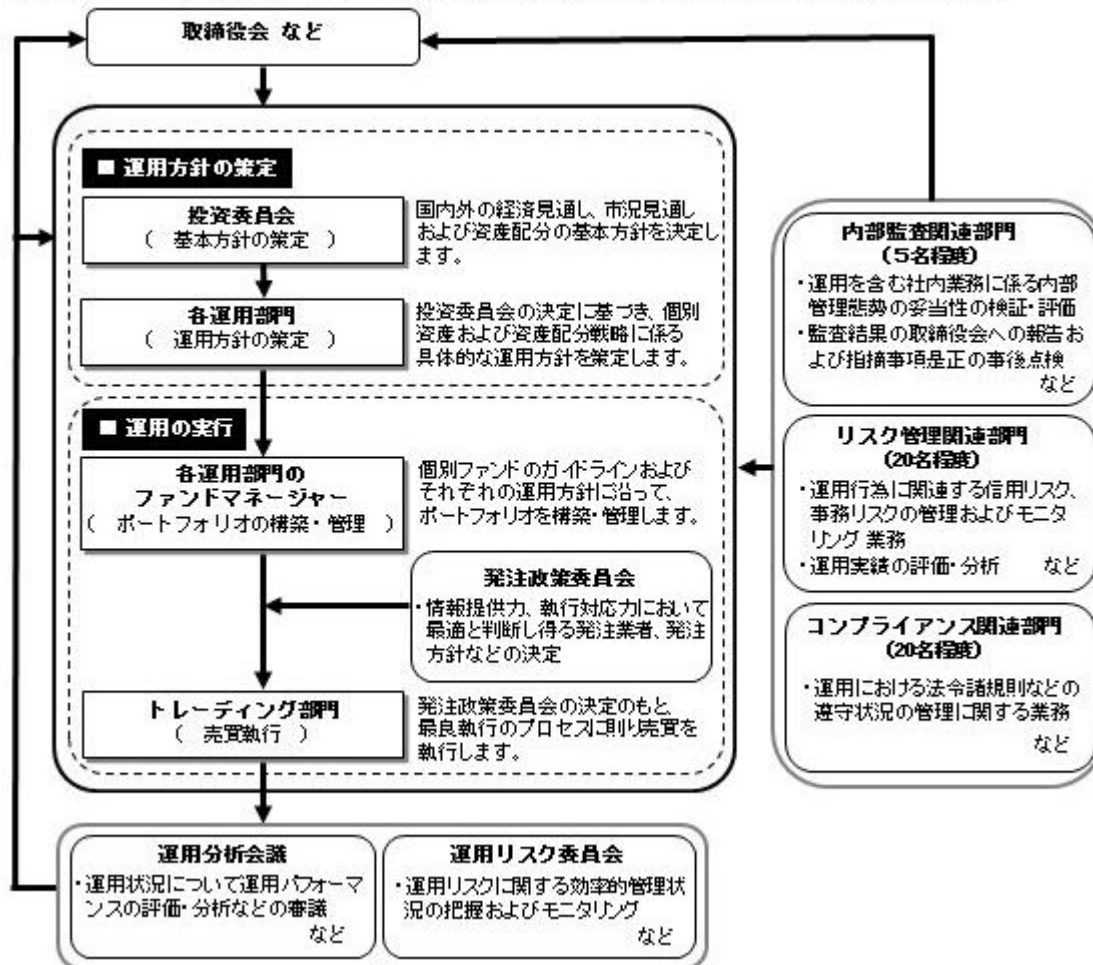 取締役会 など
■ 運用方針の策定
投資委員会
( 基本方針の策定 )
国内外の経済見通し、市況見通し
および資産配分の基本方針を決定し
ます。
各運用部門
( 運用方針の策定 )
投資委員会の決定に基づき、個別
資産および資産配分戦略に係る
具体的な運用方針を策定します。
■ 運用の実行
各運用部門の
ファンドマネージャー
( ポートフォリオの構築・管理 )
個別ファンドのガイドラインおよび
それぞれの運用方針に沿って、
ポートフォリオを構築・管理します。
発注政策委員会
・情報提供力、執行対応力において
最適と判断し得る発注業者、発注
方針などの決定
トレーディング部門
( 売買執行 )
発注政策委員会の決定のもと、
最良執行のプロセスに則り売買を
執行します。
運用分析会議
・運用状況について運用パフォーマ
ンスの評価・分析などの審議
など
運用リスク委員会
・運用リスクに関する効率的管理状
況の把握およびモニタリング
など
内部監査関連部門
(5名程度)
・運用を含む社内業務に係る内部
管理態勢の妥当性の検証・評価
・監査結果の取締役会への報告お
よび指摘事項是正の事後点検
など
リスク管理関連部門
(20名程度)
・運用行為に関連する信用リスク、
事務リスクの管理およびモニタ
リング 業務
・運用実績の評価・分析 など
コンプライアンス関連部門
(20名程度)
・運用における法令諸規則などの
遵守状況の管理に関する業務
など